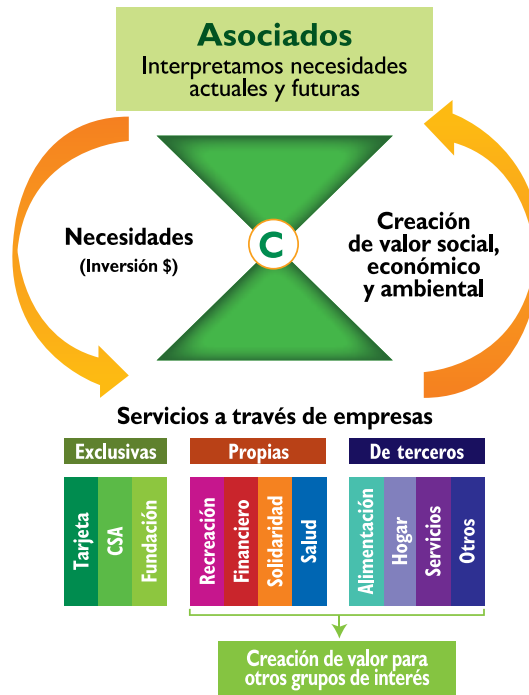 Asociados
Interpretamos necesidades
actuales y futuras
Necesidades
(Inversión $)
C
Creación
de valor social,
económico
y ambiental
Servicios a través de empresas
Exclusivas
Propias
De terceros
Tarjeta
CSA
Fundación
Recreación
Financiero
Solidaridad
Salud
Alimentación
Hogar
Servicios
Otros
Creación de valor para
otros grupos de interés